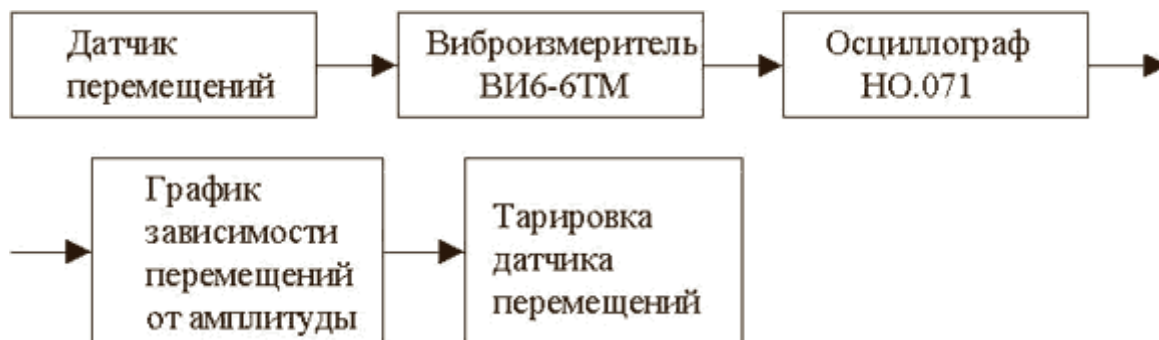 Датчик
перемещений
Виброизмеритель
ВИ6-6ТМ
Осциллограф
НО.071
График
зависимости
перемещений
от амплитуды
Тарировка
датчика
перемещений